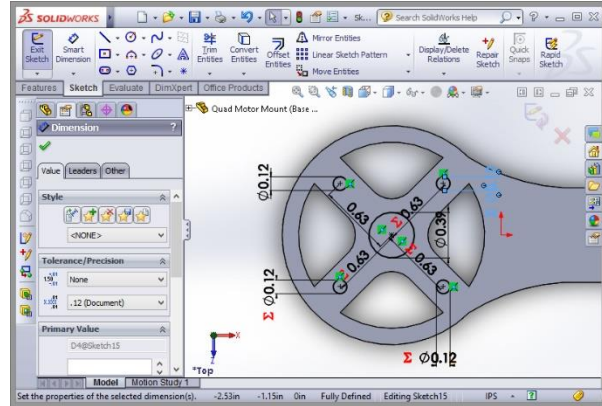 SOLIDWORKS
Sk...
Search SolidWorks Help
Exit Sketch
Smart Dimension
Trim Entities
Convert Entities
Offset Entities
Mirror Entities
Linear Sketch Pattern
Move Entities
Display/Delete Relations
Repair Sketch
Quick Snaps
Rapid Sketch
Features Sketch Evaluate DimXpert Office Products
Quad Motor Mount (Base ...
Dimension ?
Value Leaders Other
Style
<NONE>
Tolerance/Precision
None
.12 (Document)
Primary Value
D4@Sketch15
Ø0.12
0.63
0.63
Ø0.39
0.63
0.63
Ø0.12
Σ
Σ Ø0.12
*Top
Model Motion Study 1
Set the properties of the selected dimension(s). -2.53in -1.15in 0in Fully Defined Editing Sketch15 IPS